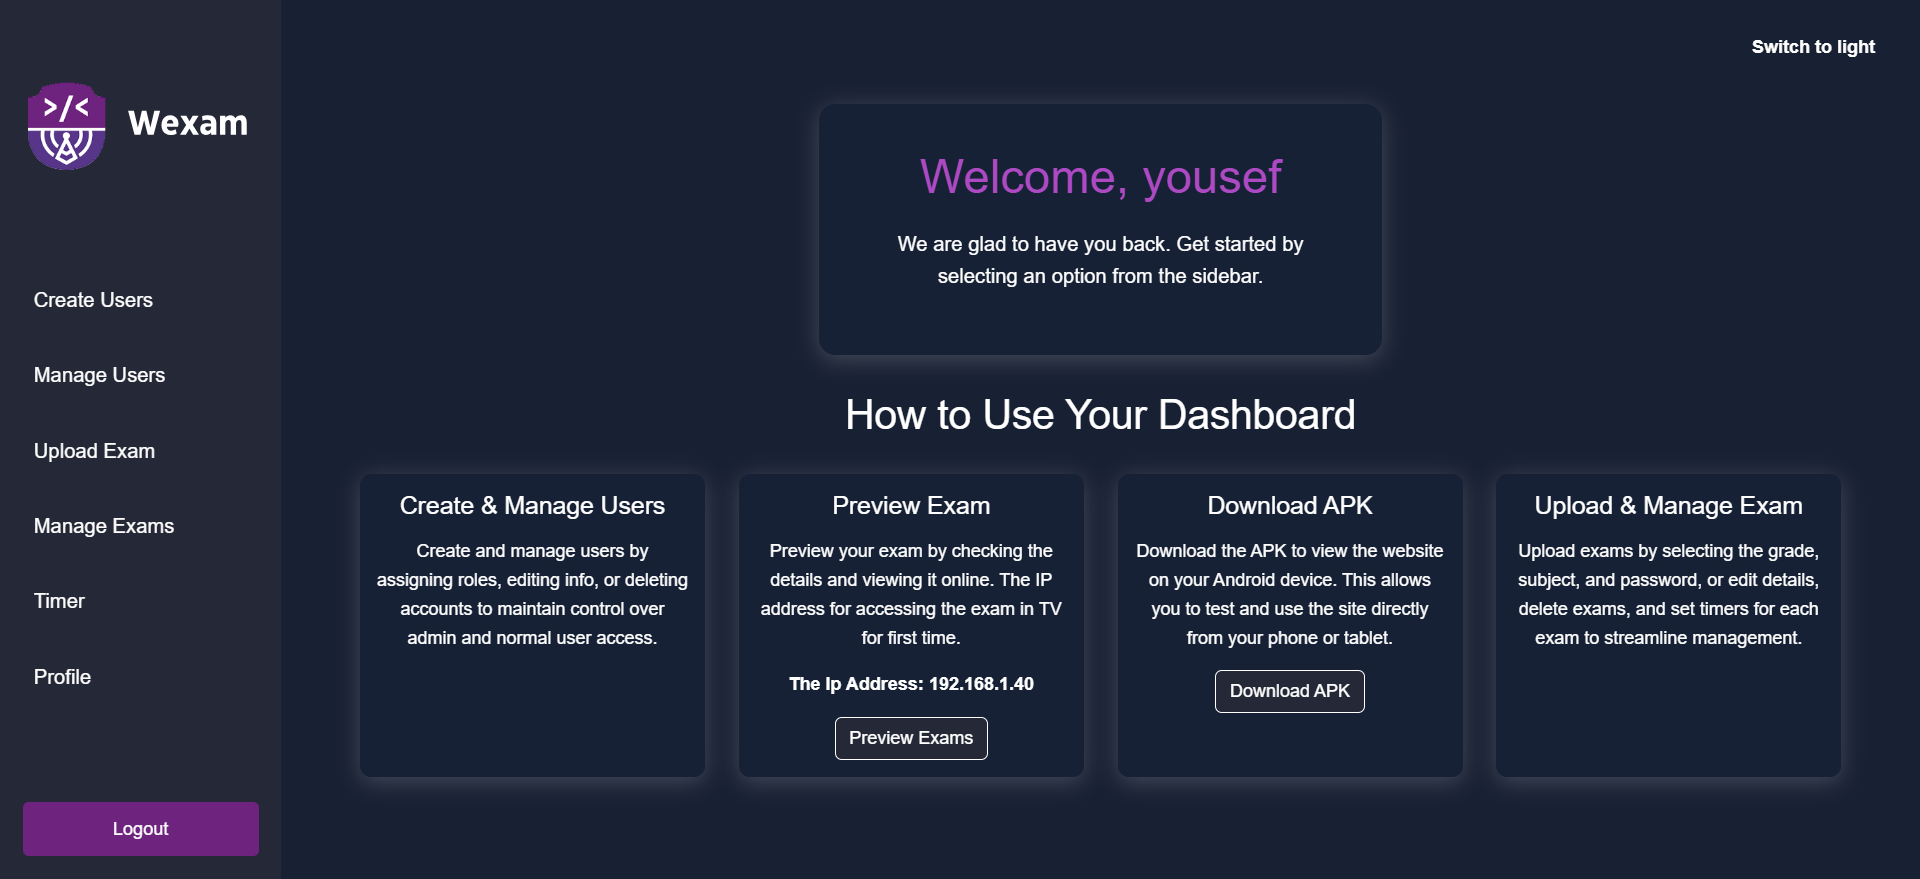 Wexam
Create Users
Manage Users
Upload Exam
Manage Exams
Timer
Profile
Logout
Switch to light
Welcome, yousef
We are glad to have you back. Get started by
selecting an option from the sidebar.
How to Use Your Dashboard
Create & Manage Users
Create and manage users by
assigning roles, editing info, or deleting
accounts to maintain control over
admin and normal user access.
Preview Exam
Preview your exam by checking the
details and viewing it online. The IP
address for accessing the exam in TV
for first time.
The Ip Address: 192.168.1.40
Preview Exams
Download APK
Download the APK to view the website
on your Android device. This allows
you to test and use the site directly
from your phone or tablet.
Download APK
Upload & Manage Exam
Upload exams by selecting the grade,
subject, and password, or edit details,
delete exams, and set timers for each
exam to streamline management.